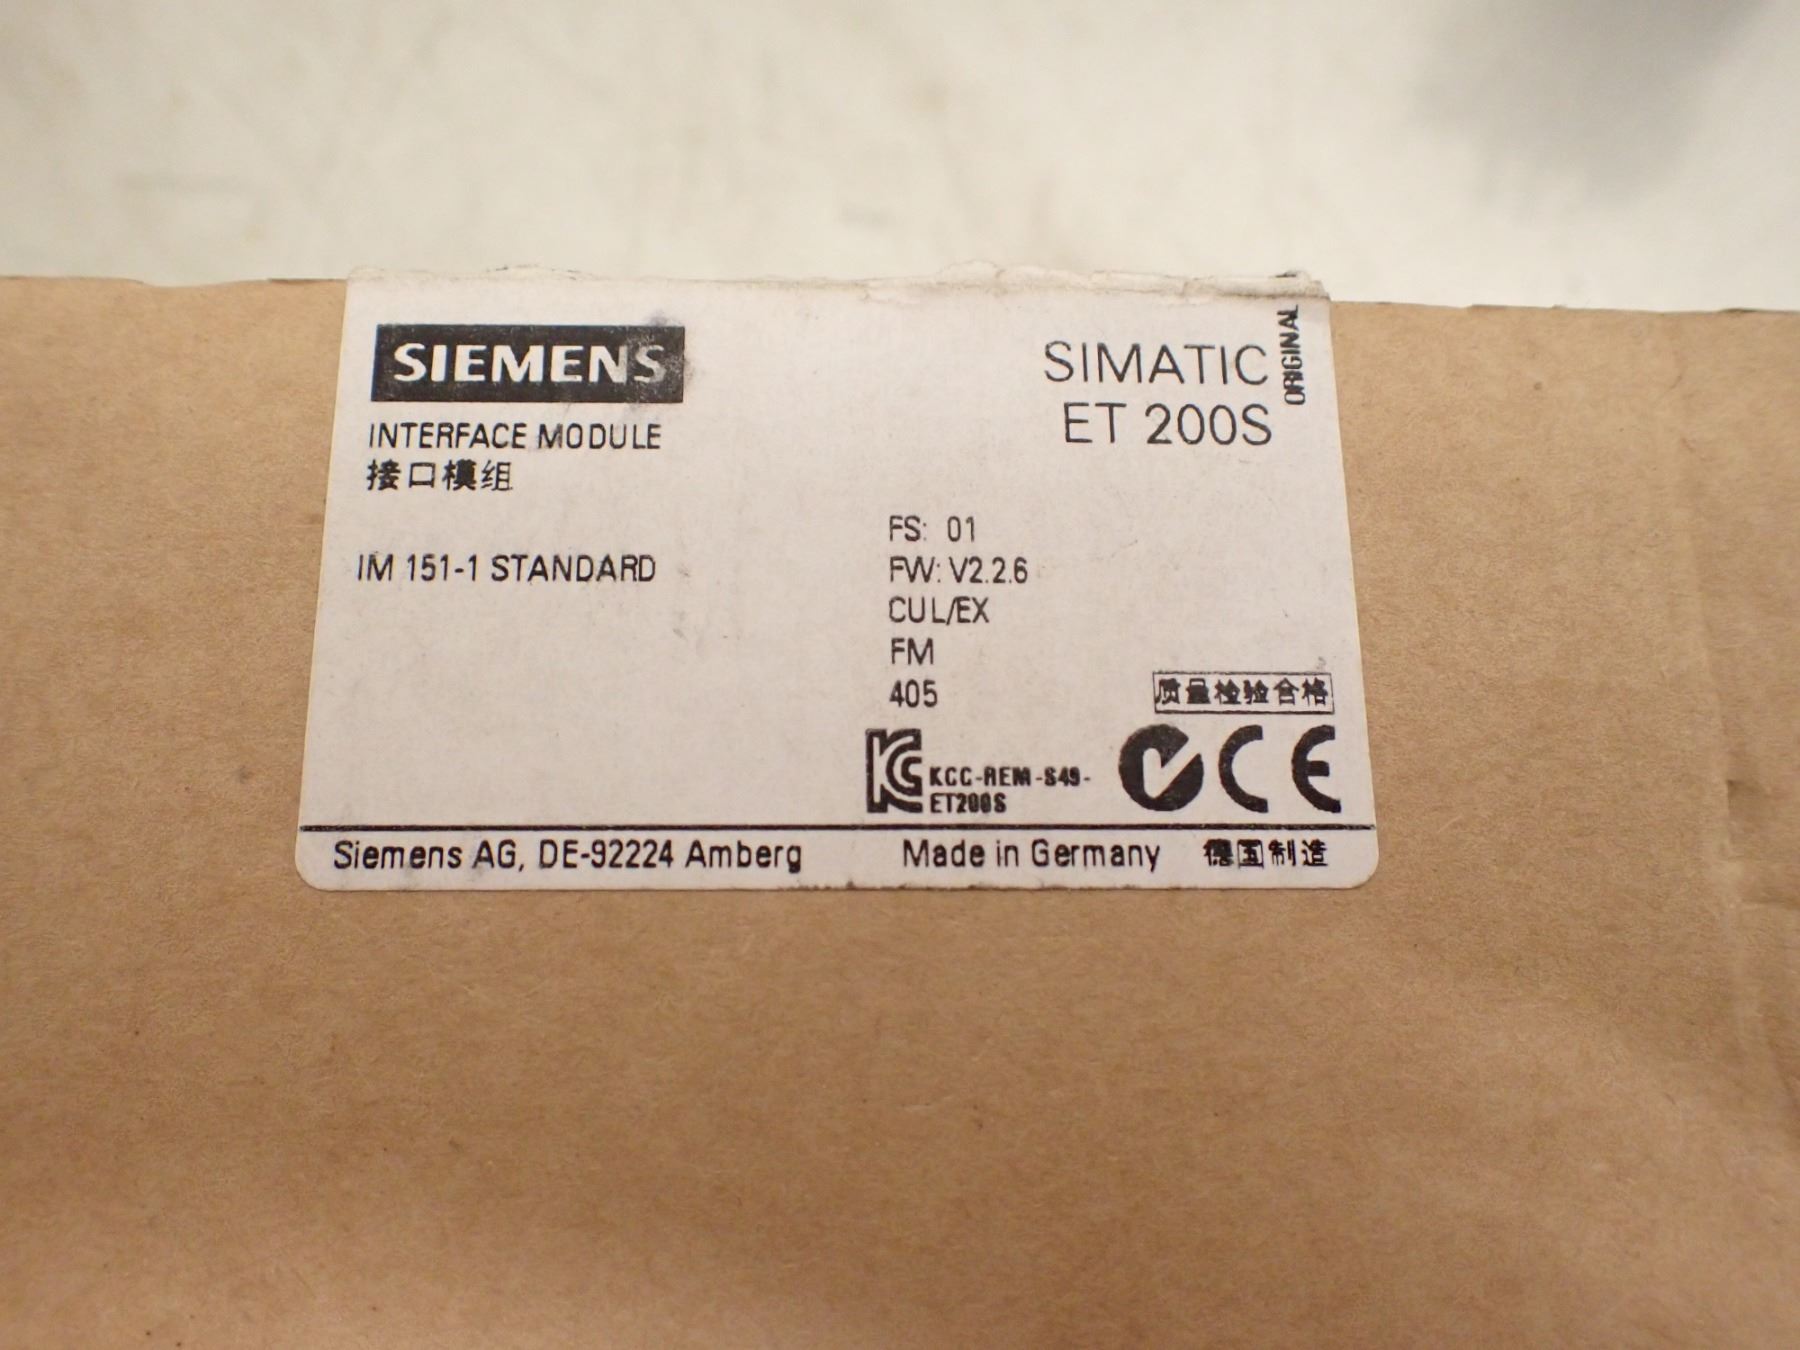 SIEMENS
SIMATIC
ET 200S
ORIGINAL
INTERFACE MODULE
接口模组
IM 151-1 STANDARD
FS: 01
FW: V2.2.6
CUL/EX
FM
405
质量检验合格
KCC-REM-S49-
ET200S
CE
Siemens AG, DE-92224 Amberg
Made in Germany 德国制造